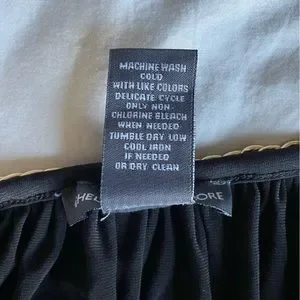 MACHINE WASH
COLD
WITH LIKE COLORS
DELICATE CYCLE
ONLY NON-
CHLORINE BLEACH
WHEN NEEDED
TUMBLE DRY LOW
COOL IRON
IF NEEDED
OR DRY CLEAN